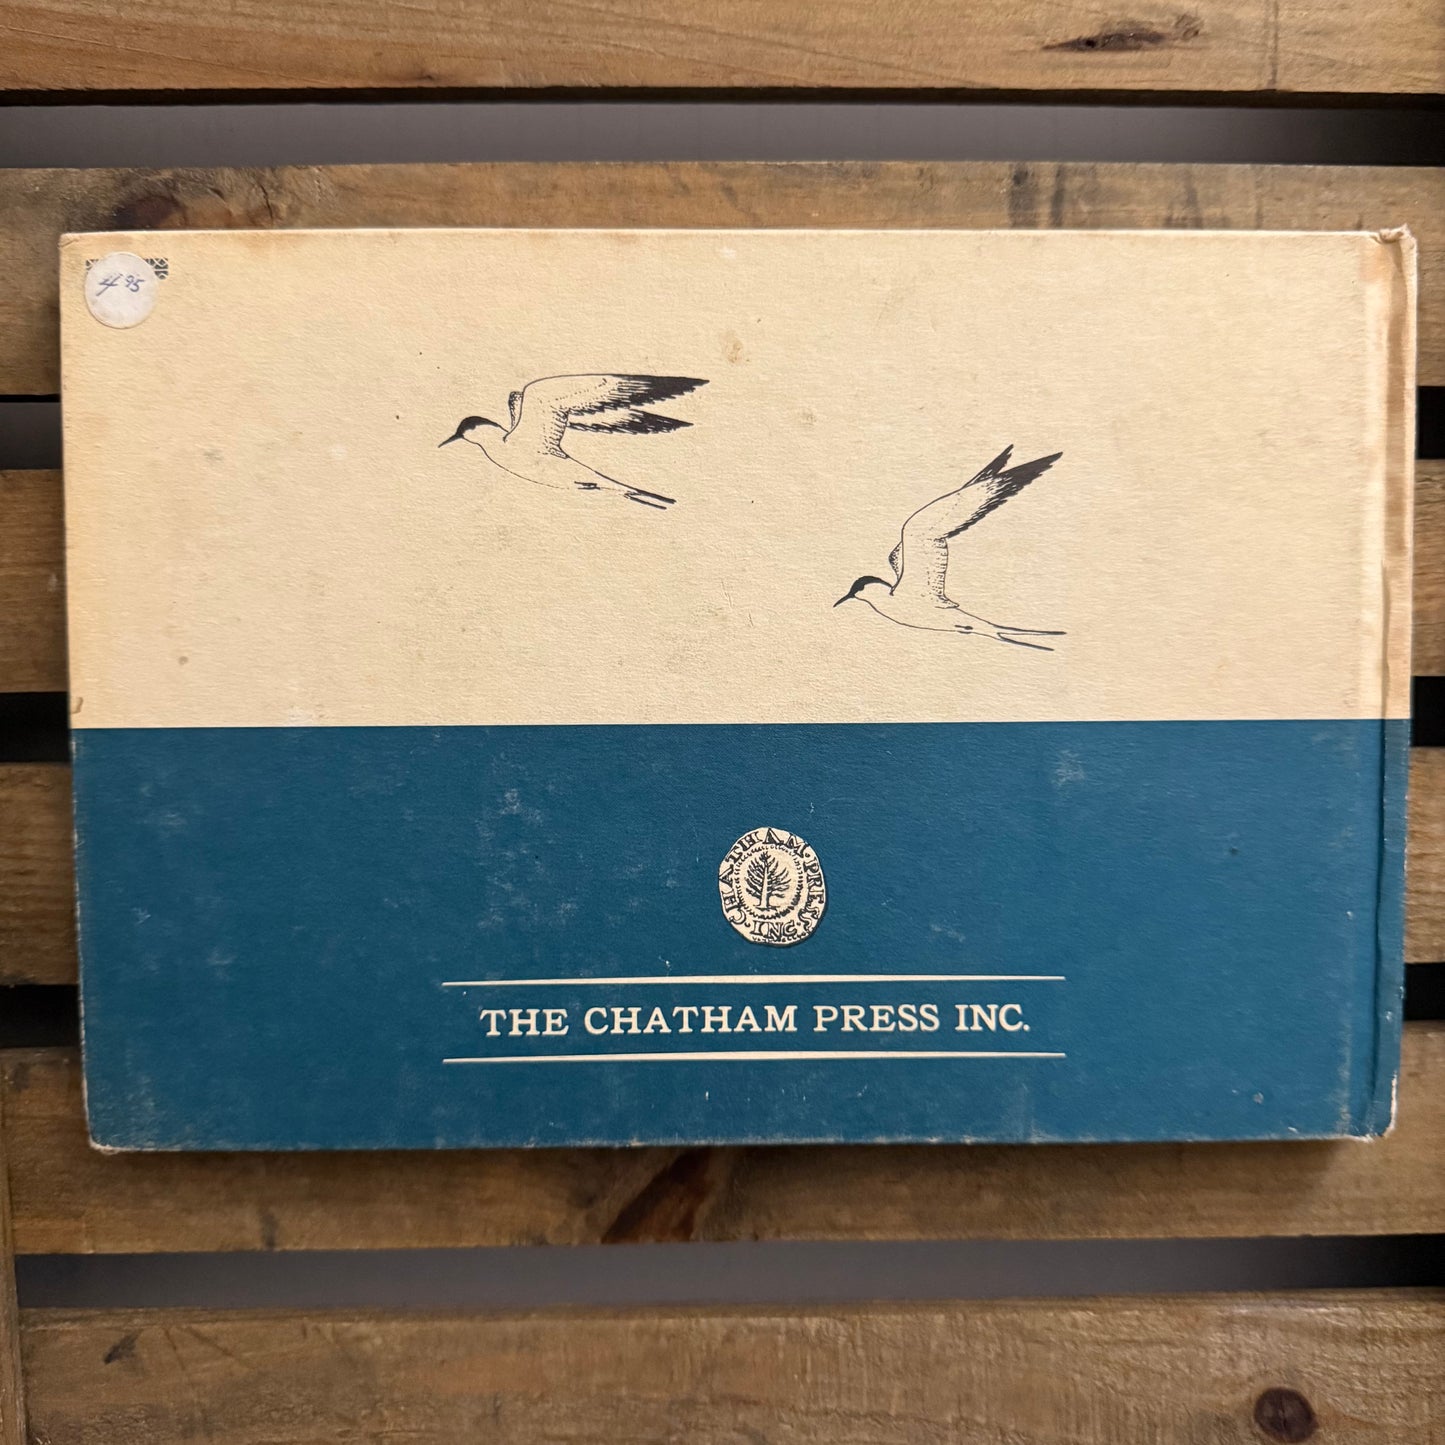 4 95
CHATHAM · PRESS · INC ·
THE CHATHAM PRESS INC.